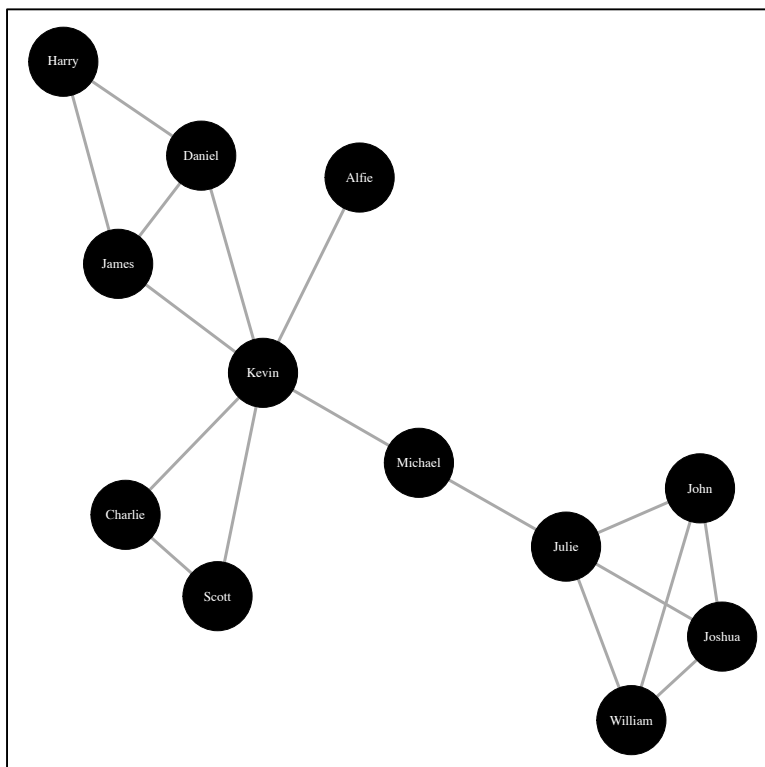 Harry
Daniel
Alfie
James
Kevin
Michael
John
Charlie
Julie
Scott
Joshua
William